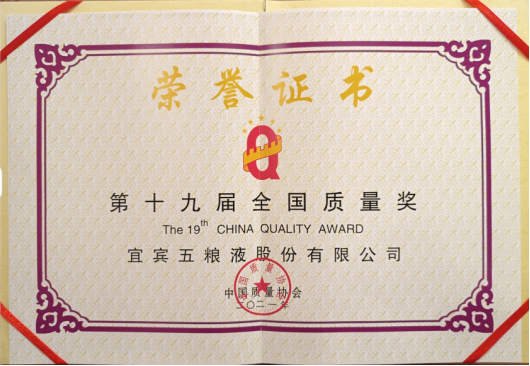 荣誉证书
Q
第十九届全国质量奖
The 19th CHINA QUALITY AWARD
宜宾五粮液股份有限公司
中国质量协会
二〇二一年